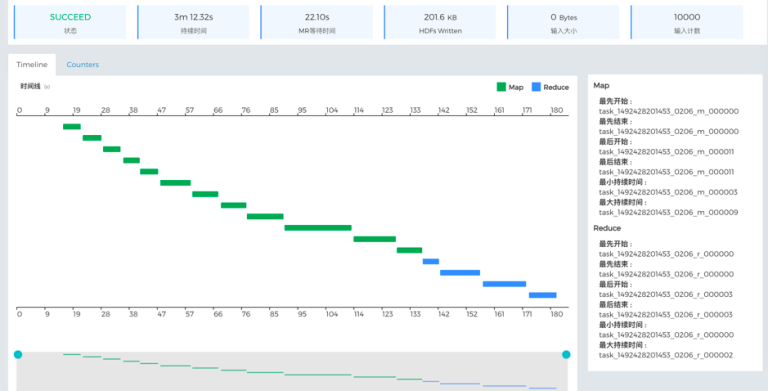 SUCCEED
状态
3m 12.32s
持续时间
22.10s
MR等待时间
201.6 KB
HDFs Written
0 Bytes
输入大小
10000
输入计数
Timeline
Counters
时间线 (s)
Map
Reduce
0 9 19 28 38 47 57 66 76 85 95 104 114 123 133 142 152 161 171 180
0 9 19 28 38 47 57 66 76 85 95 104 114 123 133 142 152 161 171 180
Map
最先开始 :
task_1492428201453_0206_m_000000
最先结束 :
task_1492428201453_0206_m_000000
最后开始 :
task_1492428201453_0206_m_000011
最后结束 :
task_1492428201453_0206_m_000011
最小持续时间 :
task_1492428201453_0206_m_000003
最大持续时间 :
task_1492428201453_0206_m_000009
Reduce
最先开始 :
task_1492428201453_0206_r_000000
最先结束 :
task_1492428201453_0206_r_000000
最后开始 :
task_1492428201453_0206_r_000003
最后结束 :
task_1492428201453_0206_r_000003
最小持续时间 :
task_1492428201453_0206_r_000000
最大持续时间 :
task_1492428201453_0206_r_000002